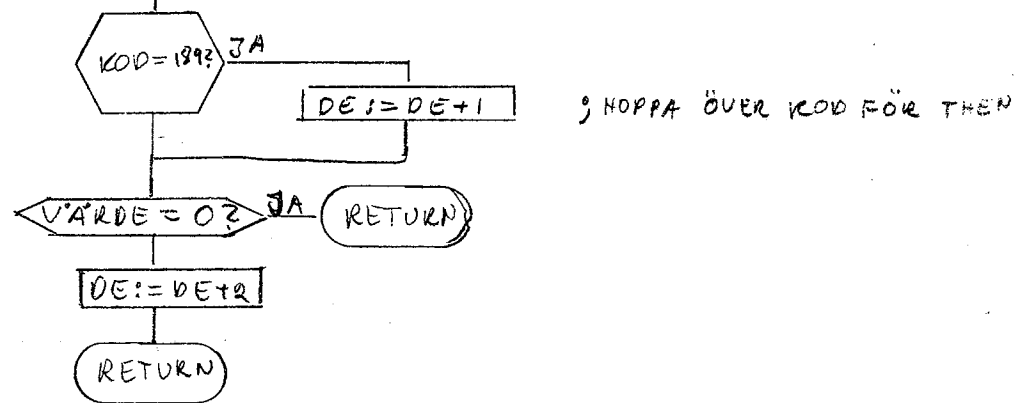 KOD=189? JA
DE:=DE+1 ; HOPPA ÖVER KOD FÖR THEN
VÄRDE = 0? JA RETURN
DE:=DE+2
RETURN